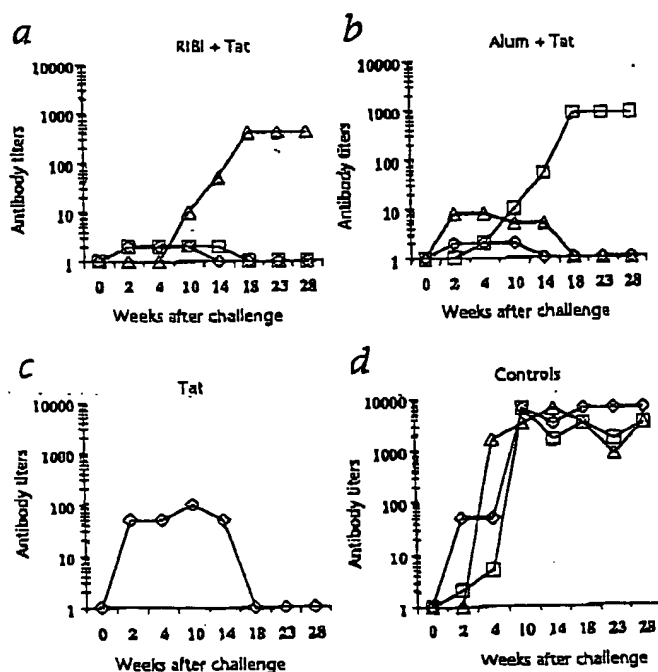 a
RIBI + Tat
10000
1000
100
10
1
Antibody titers
0 2 4 6 10 14 18 23 28
Weeks after challenge
b
Alum + Tat
10000
1000
100
10
1
Antibody titers
0 2 4 6 10 14 18 23 28
Weeks after challenge
c
Tat
10000
1000
100
10
1
Antibody titers
0 2 6 10 14 18 23 28
Weeks after challenge
d
Controls
10000
1000
100
10
1
Antibody titers
0 2 6 10 14 18 23 28
Weeks after challenge